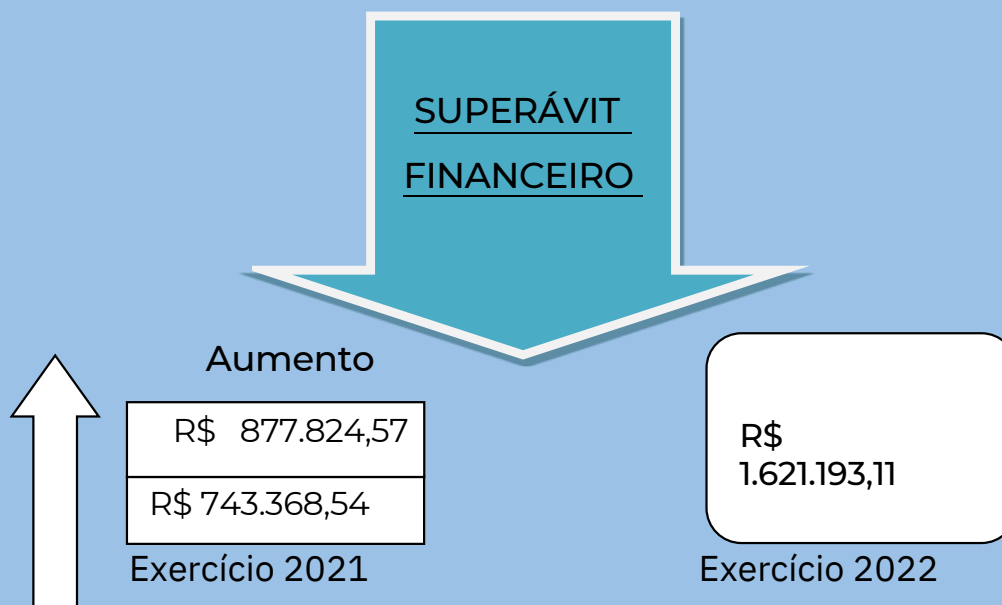 SUPERÁVIT
FINANCEIRO
Aumento
R$ 877.824,57
R$ 743.368,54
Exercício 2021
R$
1.621.193,11
Exercício 2022